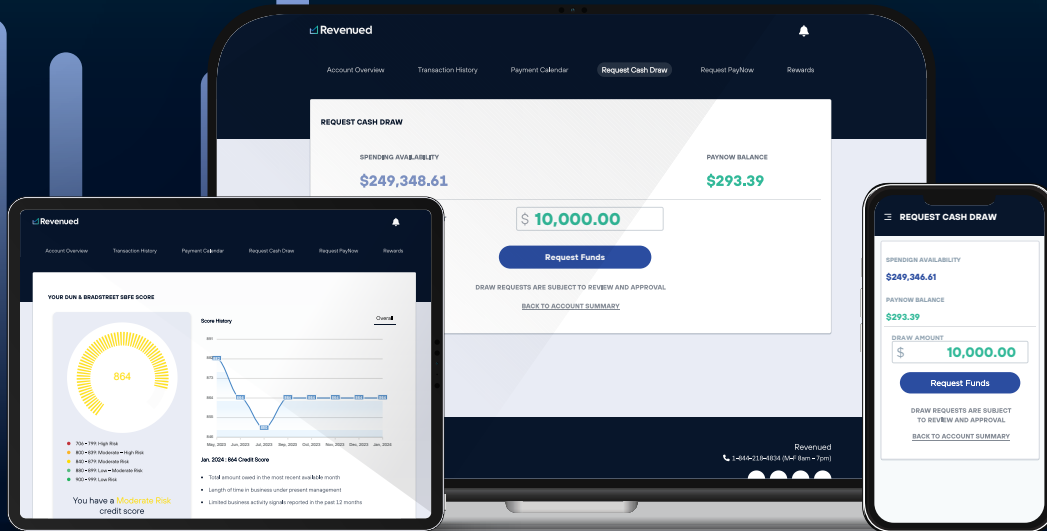 Revenued
Account Overview Transaction History Payment Calendar Request Cash Draw Request PayNow Rewards
REQUEST CASH DRAW
SPENDING AVAILABILITY PAYNOW BALANCE
$249,348.61 $293.39
$ 10,000.00
Request Funds
DRAW REQUESTS ARE SUBJECT TO REVIEW AND APPROVAL
BACK TO ACCOUNT SUMMARY
Revenued
1-844-218-4834 (M-F 8am - 7pm)
Revenued
Account Overview Transaction History Payment Calendar Request Cash Draw Request PayNow Rewards
YOUR DUN & BRADSTREET SBFE SCORE
864
706 - 799: High Risk
800 - 839: Moderate - High Risk
840 - 879: Moderate Risk
880 - 899: Low - Moderate Risk
900 - 999: Low Risk
You have a Moderate Risk
credit score
Score History Overall
May, 2023 Jun, 2023 Jul, 2023 Sep, 2023 Oct, 2023 Nov, 2023 Dec, 2023 Jan, 2024
Jan, 2024 : 864 Credit Score
Total amount owed in the most recent available month
Length of time in business under present management
Limited business activity signals reported in the past 12 months
REQUEST CASH DRAW
SPENDIGN AVAILABILITY
$249,346.61
PAYNOW BALANCE
$293.39
DRAW AMOUNT
$ 10,000.00
Request Funds
DRAW REQUESTS ARE SUBJECT
TO REVIEW AND APPROVAL
BACK TO ACCOUNT SUMMARY